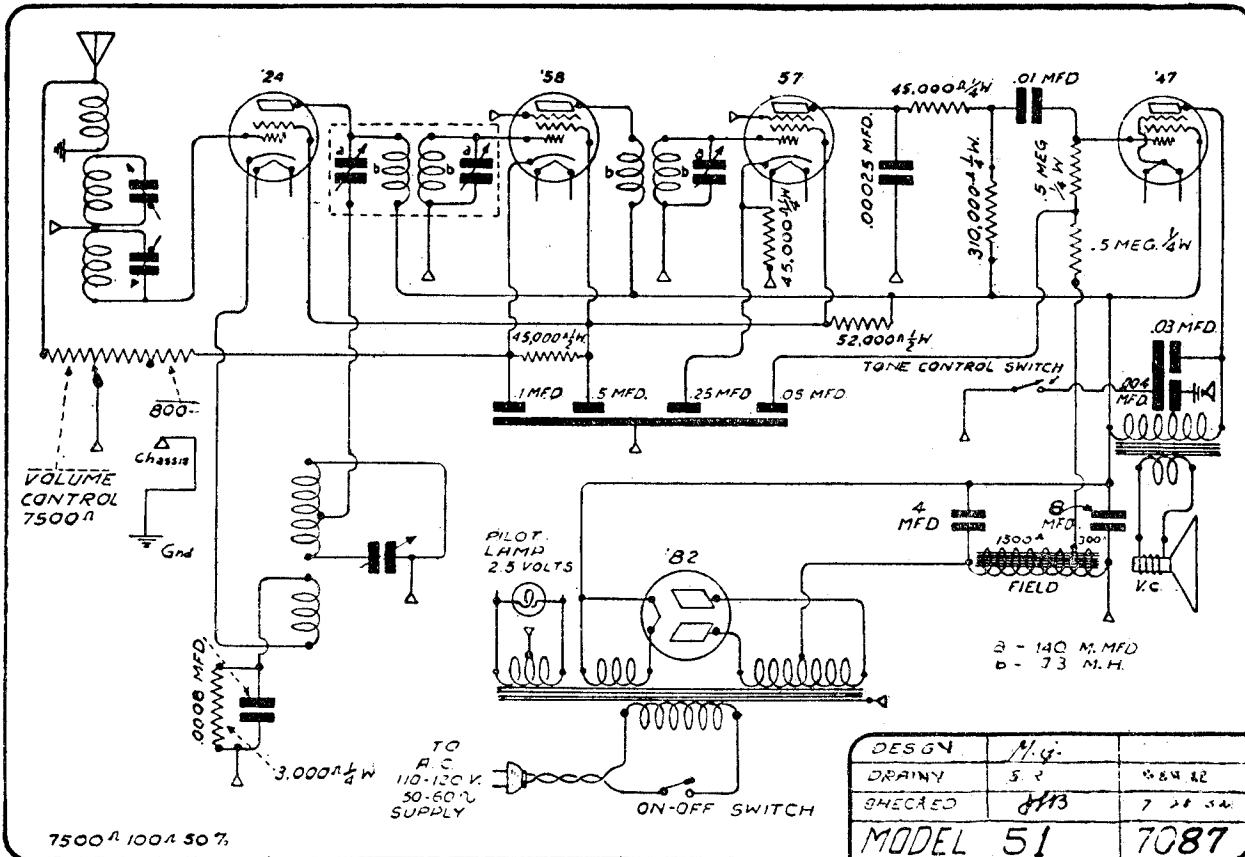 '24
'58
57
'47
45,000Ω ¼W
.01 MFD
.00025 MFD.
310,000Ω ¼W.
.5 MEG
¼ W
.5 MEG. ¼W
a
b
b
a
b
b
a
45,000Ω ½W
45,000Ω ½W
52,000Ω ½W
.1 MFD
.5 MFD.
.25 MFD
.05 MFD
TONE CONTROL SWITCH
.03 MFD.
.004
MFD.
800~
Chassis
VOLUME
CONTROL
7500Ω
Gnd
PILOT
LAMP
2.5 VOLTS
'82
4
MFD
8
MFD.
1500Ω
300
FIELD
V.C.
a - 140 M.MFD
b - 73 M.H.
.0008 MFD.
3,000Ω ¼W
TO
A.C.
110-120 V.
50-60~
SUPPLY
ON-OFF SWITCH
7500Ω 100Ω 50%
DESGN
DRAWN
CHECKED
MODEL 51 7087